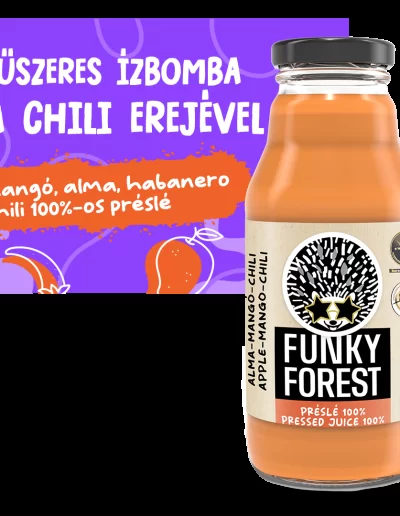 ŰSZERES ÍZBOMBA
A CHILI EREJÉVEL
angó, alma, habanero
hili 100%-os préslé
ALMA-MANGÓ-CHILI
APPLE-MANGO-CHILI
FUNKY
FOREST
PRÉSLÉ 100%
PRESSED JUICE 100%